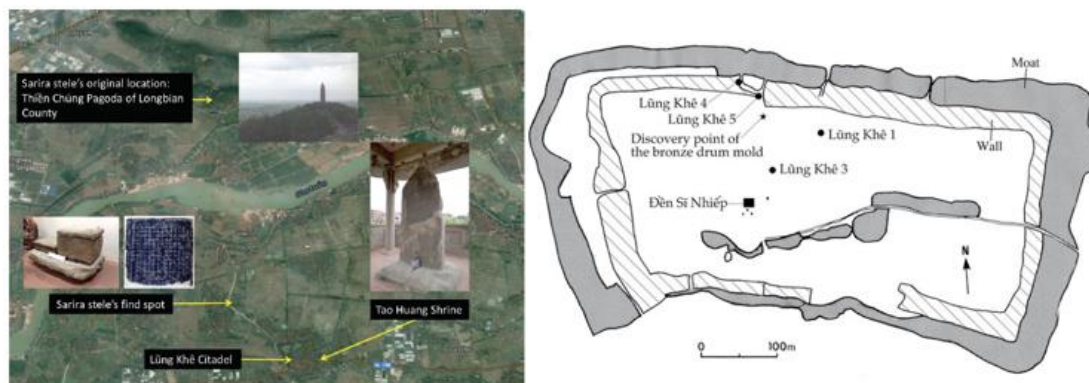 Sarira stele's original location:
Thiền Chúng Pagoda of Longbian
County
Sarira stele's find spot
Tao Huang Shrine
Lũng Khê Citadel
Moat
Lũng Khê 4
Lũng Khê 5
Discovery point of
the bronze drum mold
Lũng Khê 1
Wall
Lũng Khê 3
Đền Sĩ Nhiếp
N
0
100m